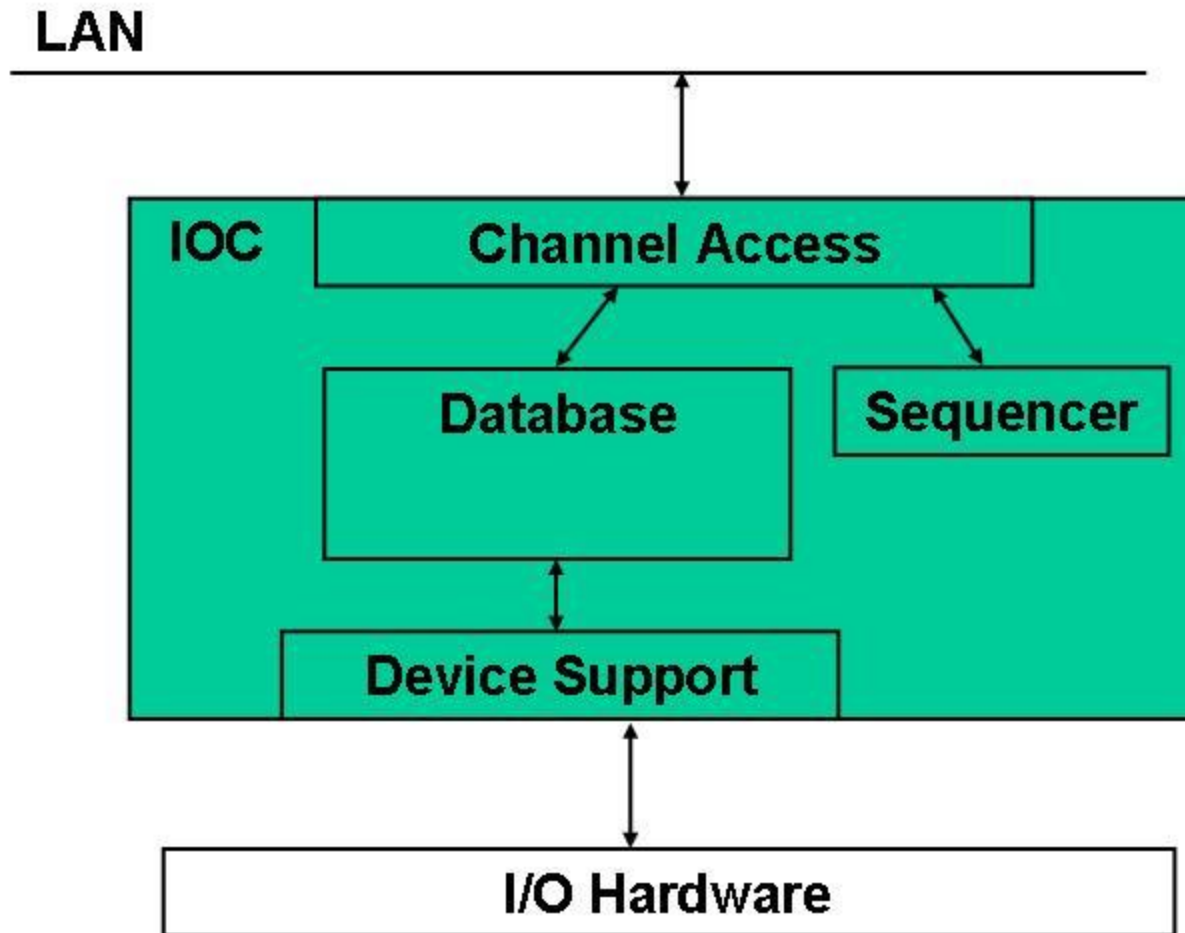 LAN
IOC
Channel Access
Database
Sequencer
Device Support
I/O Hardware